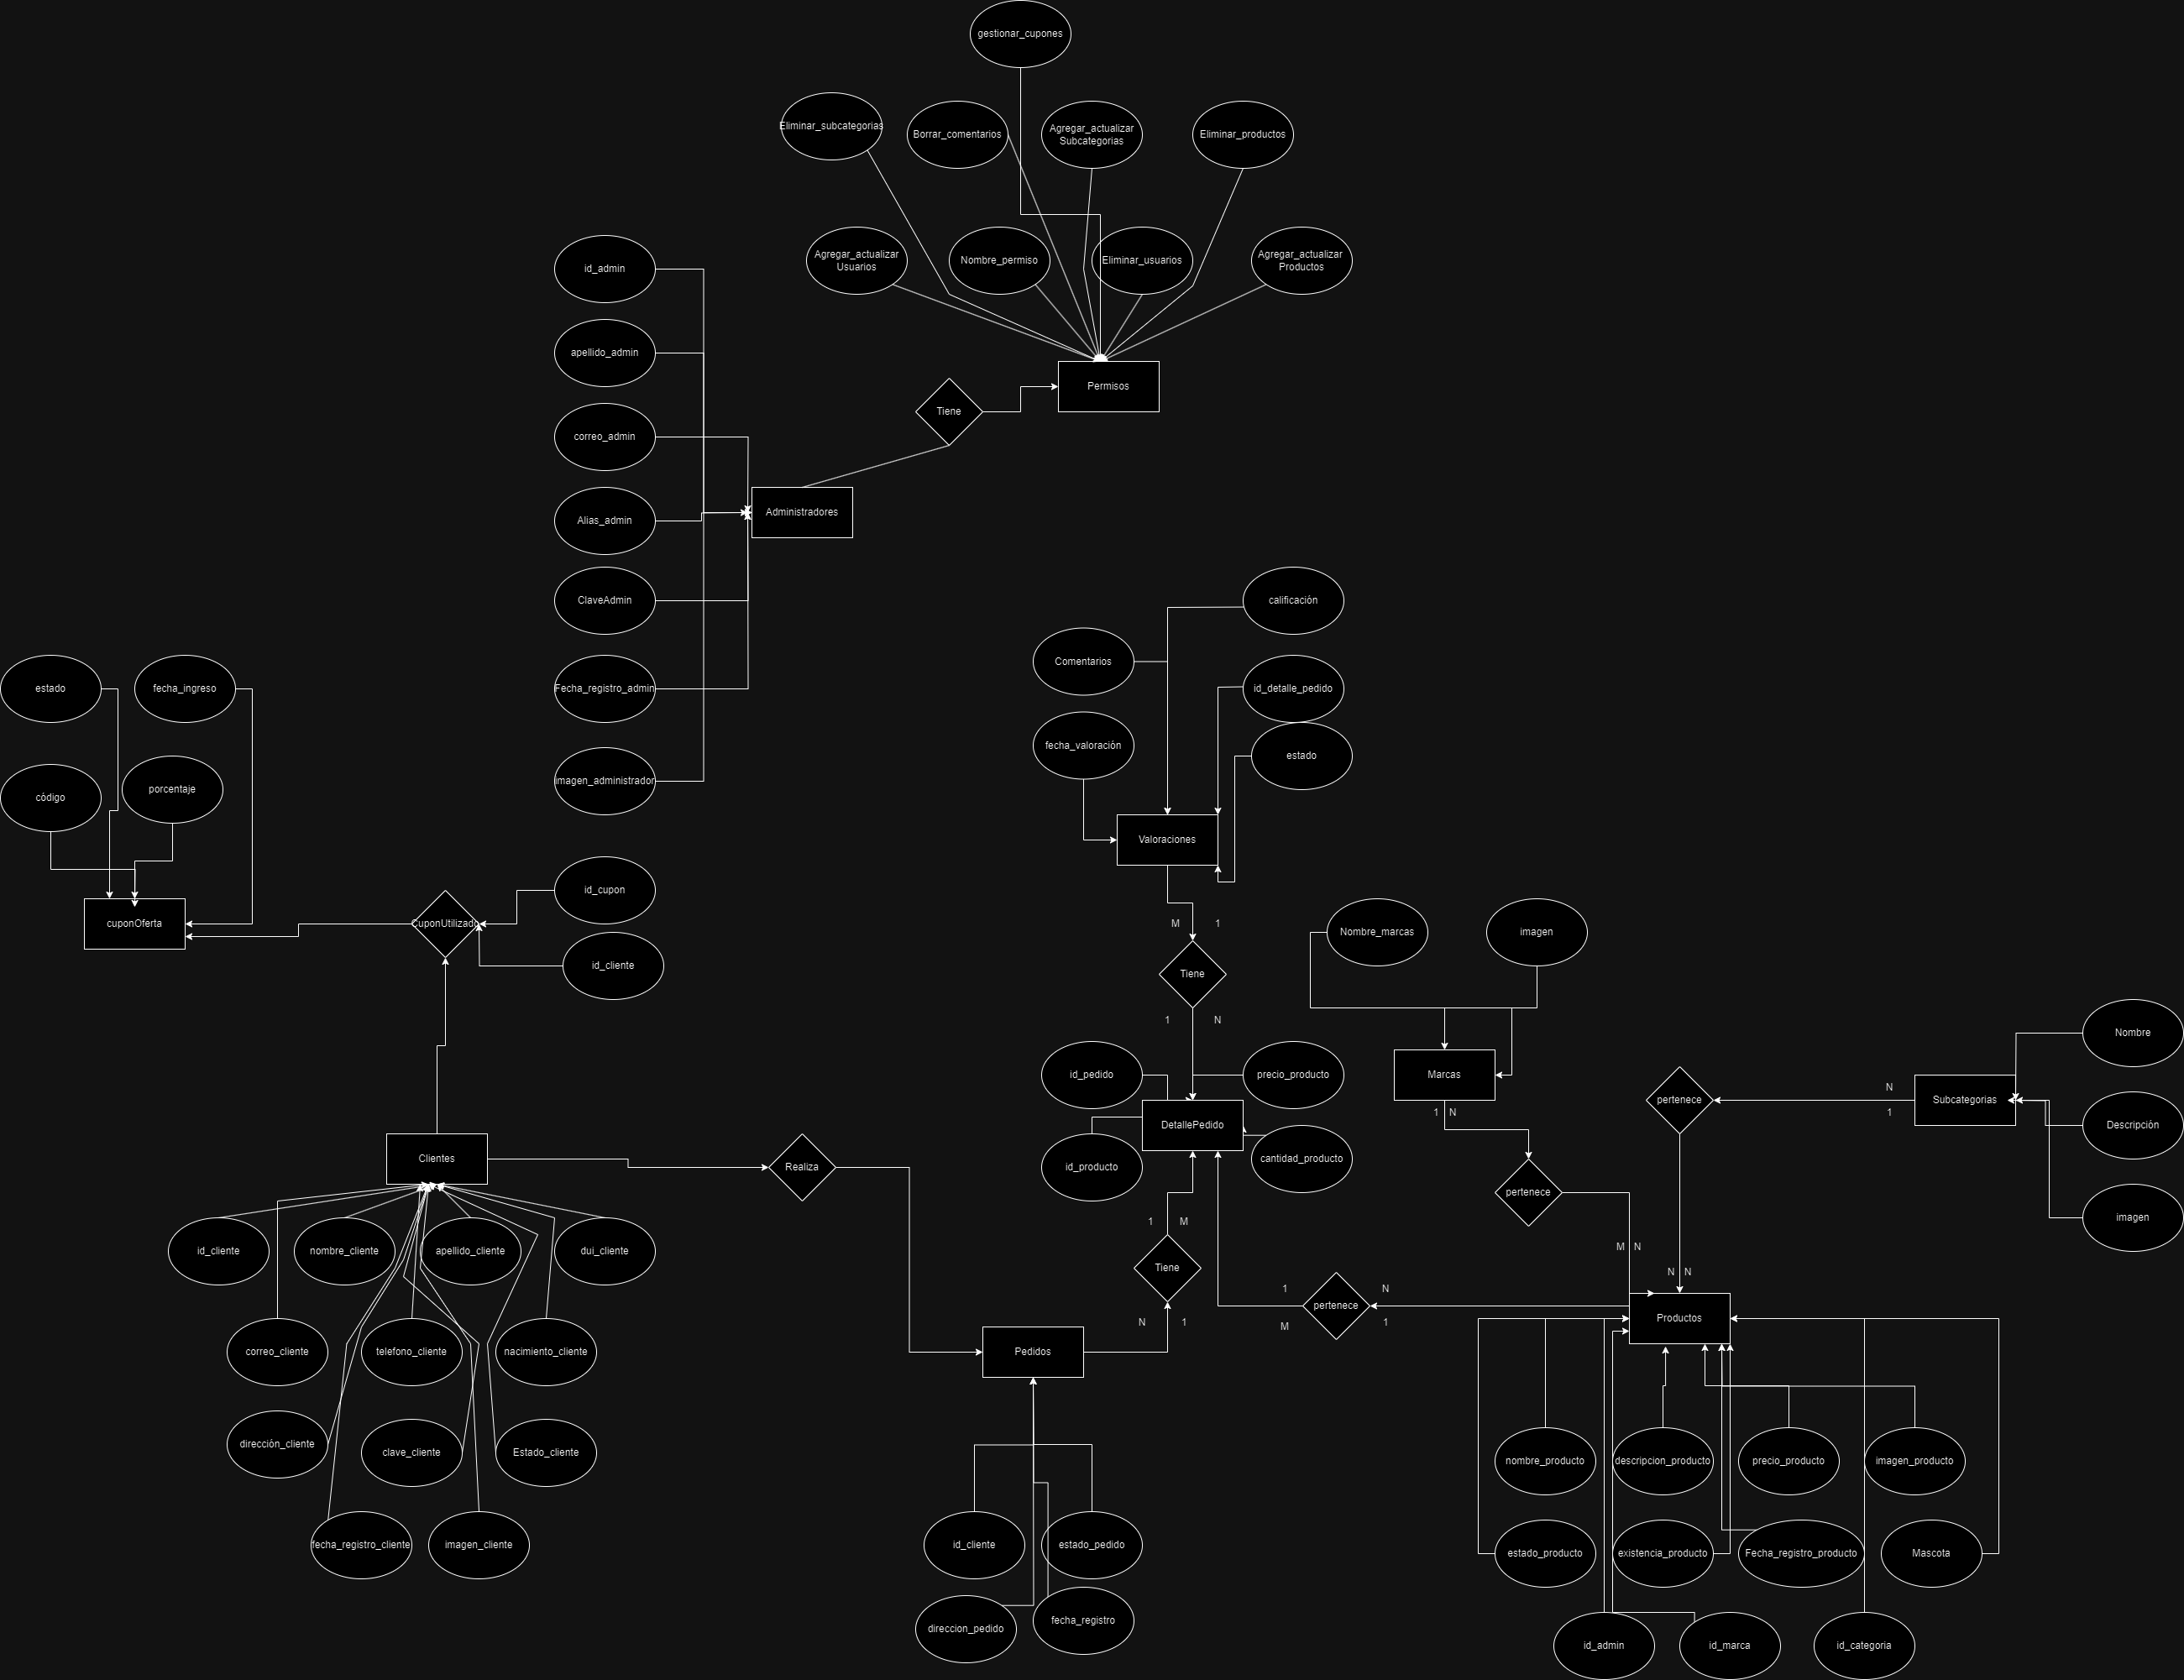 gestionar_cupones
Eliminar_subcategorias
Borrar_comentarios
Agregar_actualizar
Subcategorias
Eliminar_productos
Agregar_actualizar
Usuarios
Nombre_permiso
Eliminar_usuarios
Agregar_actualizar
Productos
id_admin
apellido_admin
Permisos
Tiene
correo_admin
Alias_admin
Administradores
ClaveAdmin
calificación
Comentarios
estado
fecha_ingreso
Fecha_registro_admin
id_detalle_pedido
fecha_valoración
estado
imagen_administrador
código
porcentaje
Valoraciones
id_cupon
cuponOferta
CuponUtilizado
M
1
Nombre_marcas
imagen
id_cliente
Tiene
1
N
Nombre
id_pedido
precio_producto
Marcas
pertenece
N
1
Subcategorias
1
N
DetallePedido
Descripción
Clientes
Realiza
id_producto
cantidad_producto
pertenece
imagen
1
M
id_cliente
nombre_cliente
apellido_cliente
dui_cliente
M
N
Tiene
N
N
1
N
pertenece
M
1
N
1
Productos
correo_cliente
telefono_cliente
nacimiento_cliente
Pedidos
dirección_cliente
clave_cliente
Estado_cliente
nombre_producto
descripcion_producto
precio_producto
imagen_producto
fecha_registro_cliente
imagen_cliente
id_cliente
estado_pedido
estado_producto
existencia_producto
Fecha_registro_producto
Mascota
direccion_pedido
fecha_registro
id_admin
id_marca
id_categoria